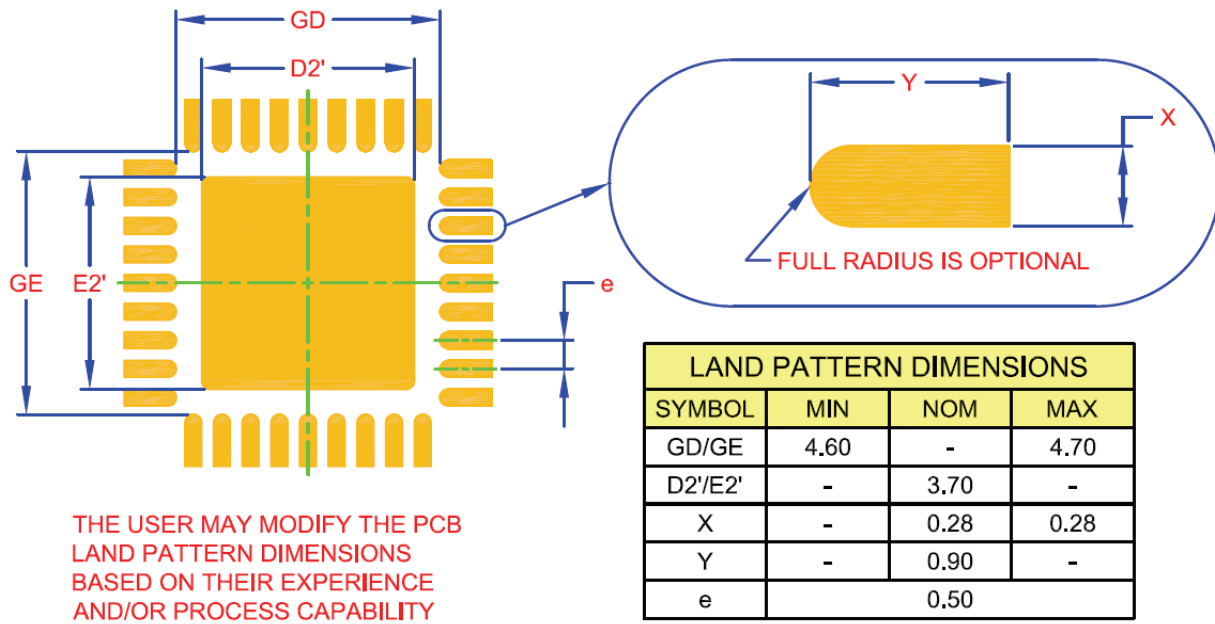 GD
D2'
GE
E2'
e
Y
X
FULL RADIUS IS OPTIONAL
LAND PATTERN DIMENSIONS
SYMBOL MIN NOM MAX
GD/GE 4.60 - 4.70
D2'/E2' - 3.70 -
X - 0.28 0.28
Y - 0.90 -
e 0.50
THE USER MAY MODIFY THE PCB
LAND PATTERN DIMENSIONS
BASED ON THEIR EXPERIENCE
AND/OR PROCESS CAPABILITY